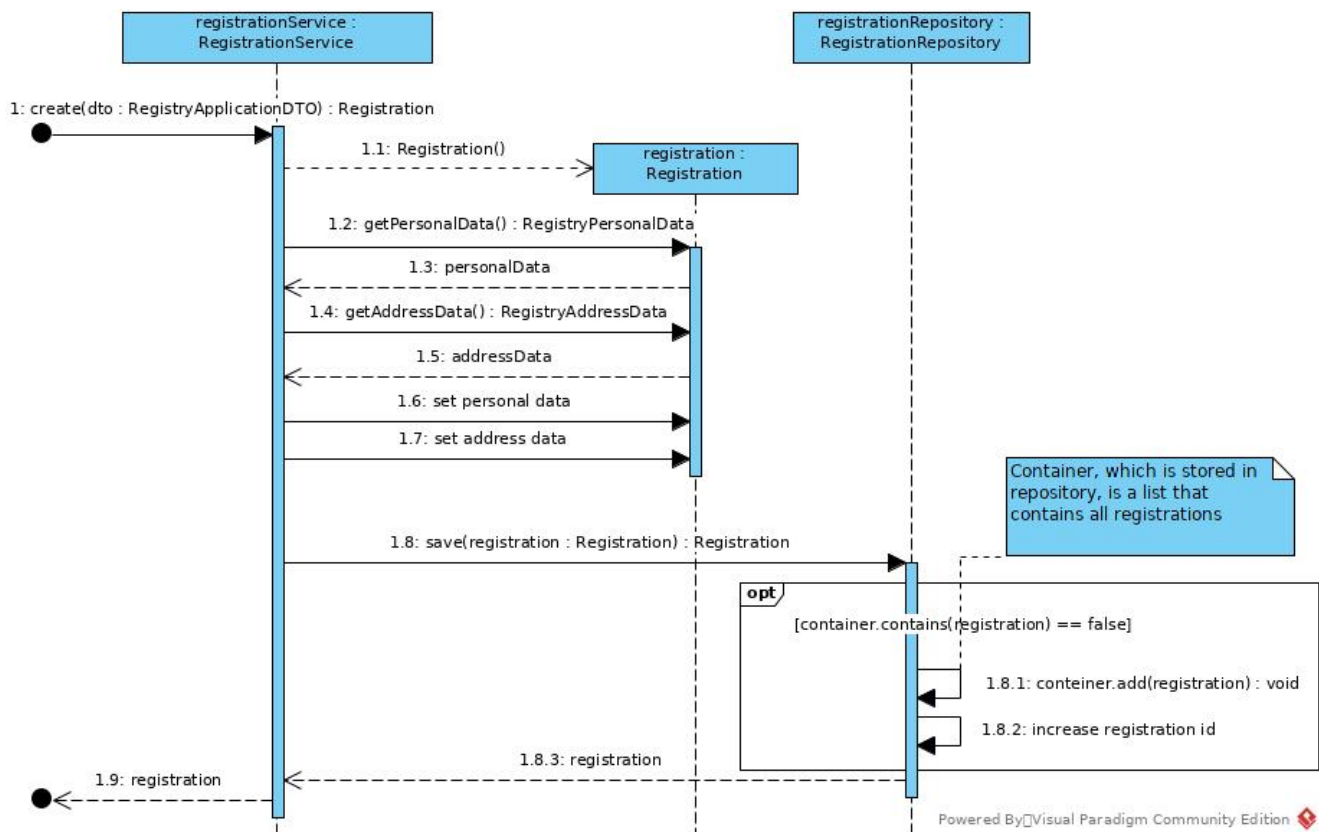 registrationService :
RegistrationService
registrationRepository :
RegistrationRepository
1: create(dto : RegistryApplicationDTO) : Registration
1.1: Registration()
registration :
Registration
1.2: getPersonalData() : RegistryPersonalData
1.3: personalData
1.4: getAddressData() : RegistryAddressData
1.5: addressData
1.6: set personal data
1.7: set address data
Container, which is stored in
repository, is a list that
contains all registrations
1.8: save(registration : Registration) : Registration
opt
[container.contains(registration) == false]
1.8.1: conteiner.add(registration) : void
1.8.2: increase registration id
1.8.3: registration
1.9: registration
Powered By▯Visual Paradigm Community Edition